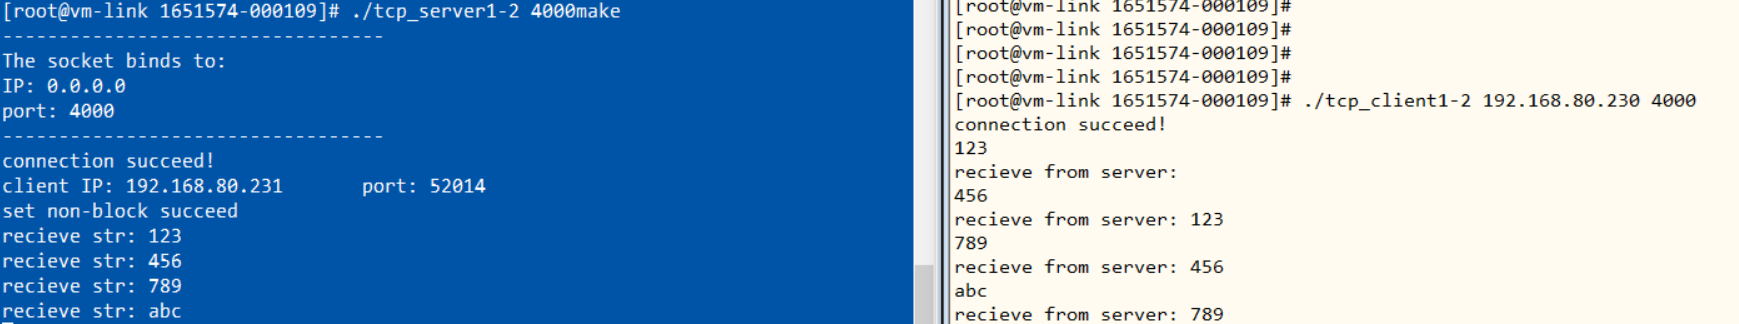 [root@vm-link 1651574-000109]# ./tcp_server1-2 4000make
----------------------------------
The socket binds to:
IP: 0.0.0.0
port: 4000
----------------------------------
connection succeed!
client IP: 192.168.80.231       port: 52014
set non-block succeed
recieve str: 123
recieve str: 456
recieve str: 789
recieve str: abc
[root@vm-link 1651574-000109]#
[root@vm-link 1651574-000109]#
[root@vm-link 1651574-000109]#
[root@vm-link 1651574-000109]#
[root@vm-link 1651574-000109]# ./tcp_client1-2 192.168.80.230 4000
connection succeed!
123
recieve from server:
456
recieve from server: 123
789
recieve from server: 456
abc
recieve from server: 789